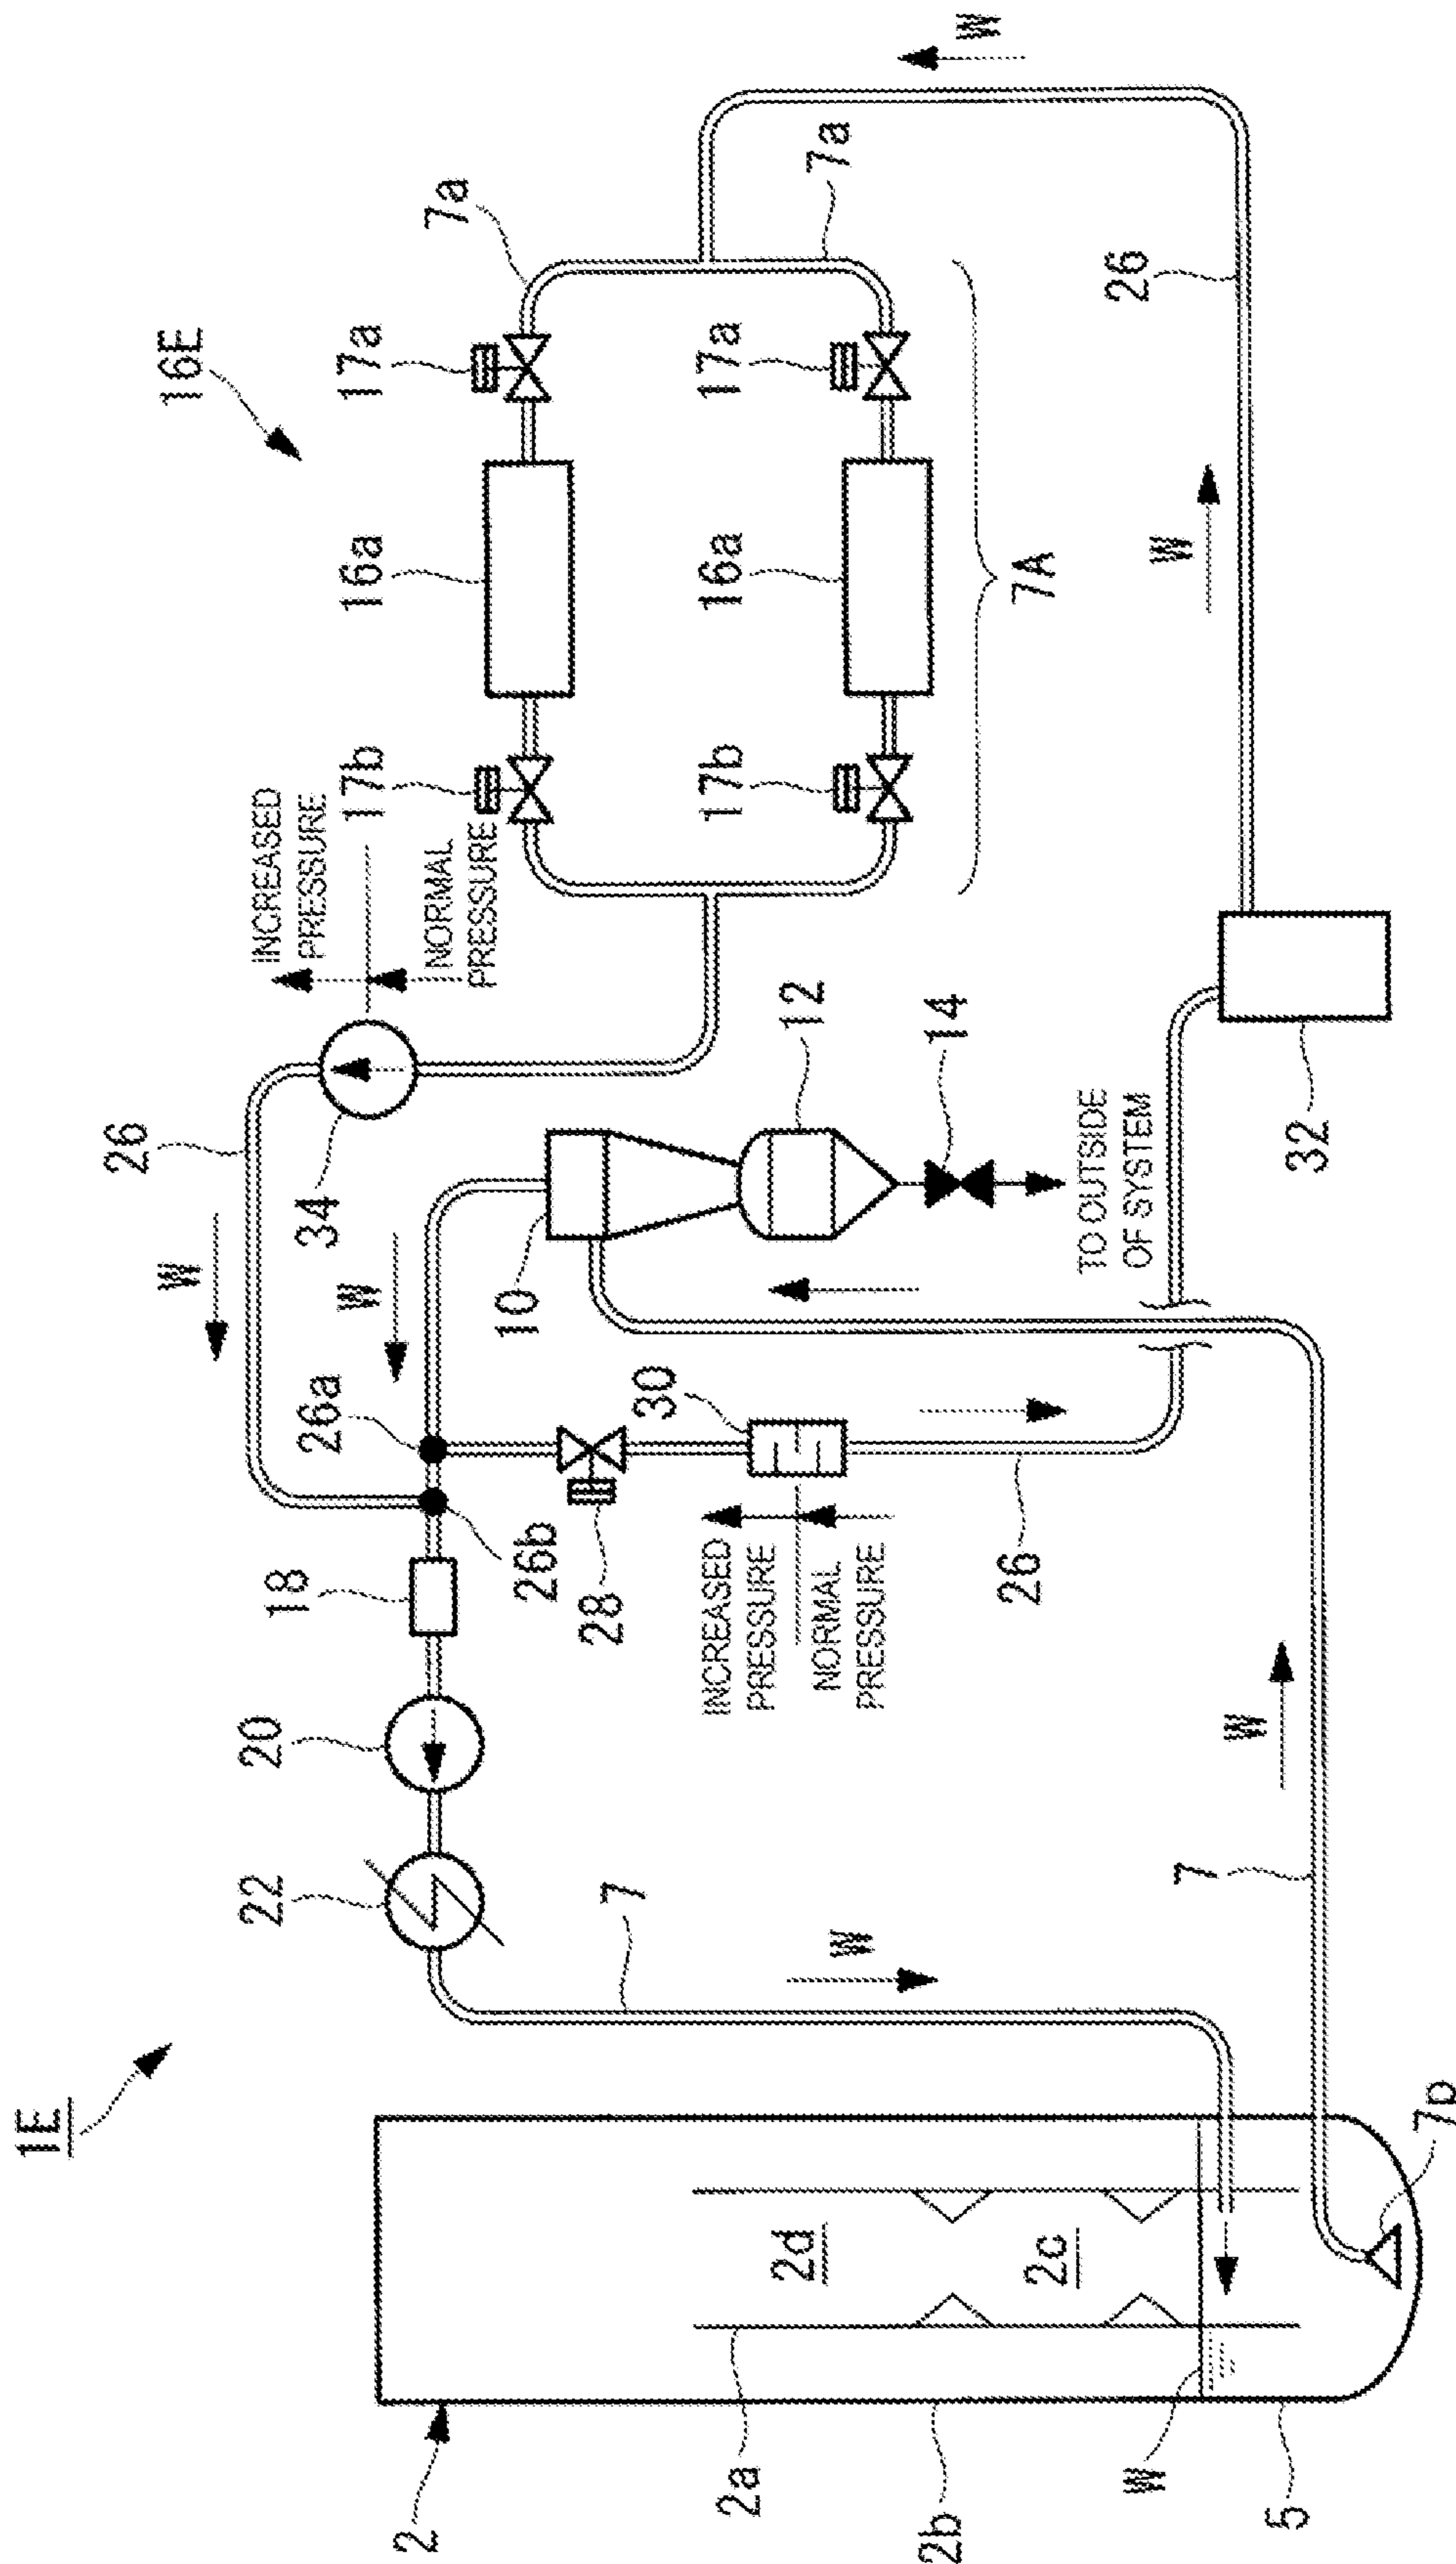 1E
16E
W
26
34
INCREASED
PRESSURE
NORMAL
PRESSURE
17b
16a
17a
7a
22
20
18
26b
26a
W
10
12
14
TO OUTSIDE
OF SYSTEM
17b
16a
17a
7a
7A
W
28
30
INCREASED
PRESSURE
NORMAL
PRESSURE
26
32
W
26
2
2a
2b
2d
2c
W
5
7
W
7
W
7b